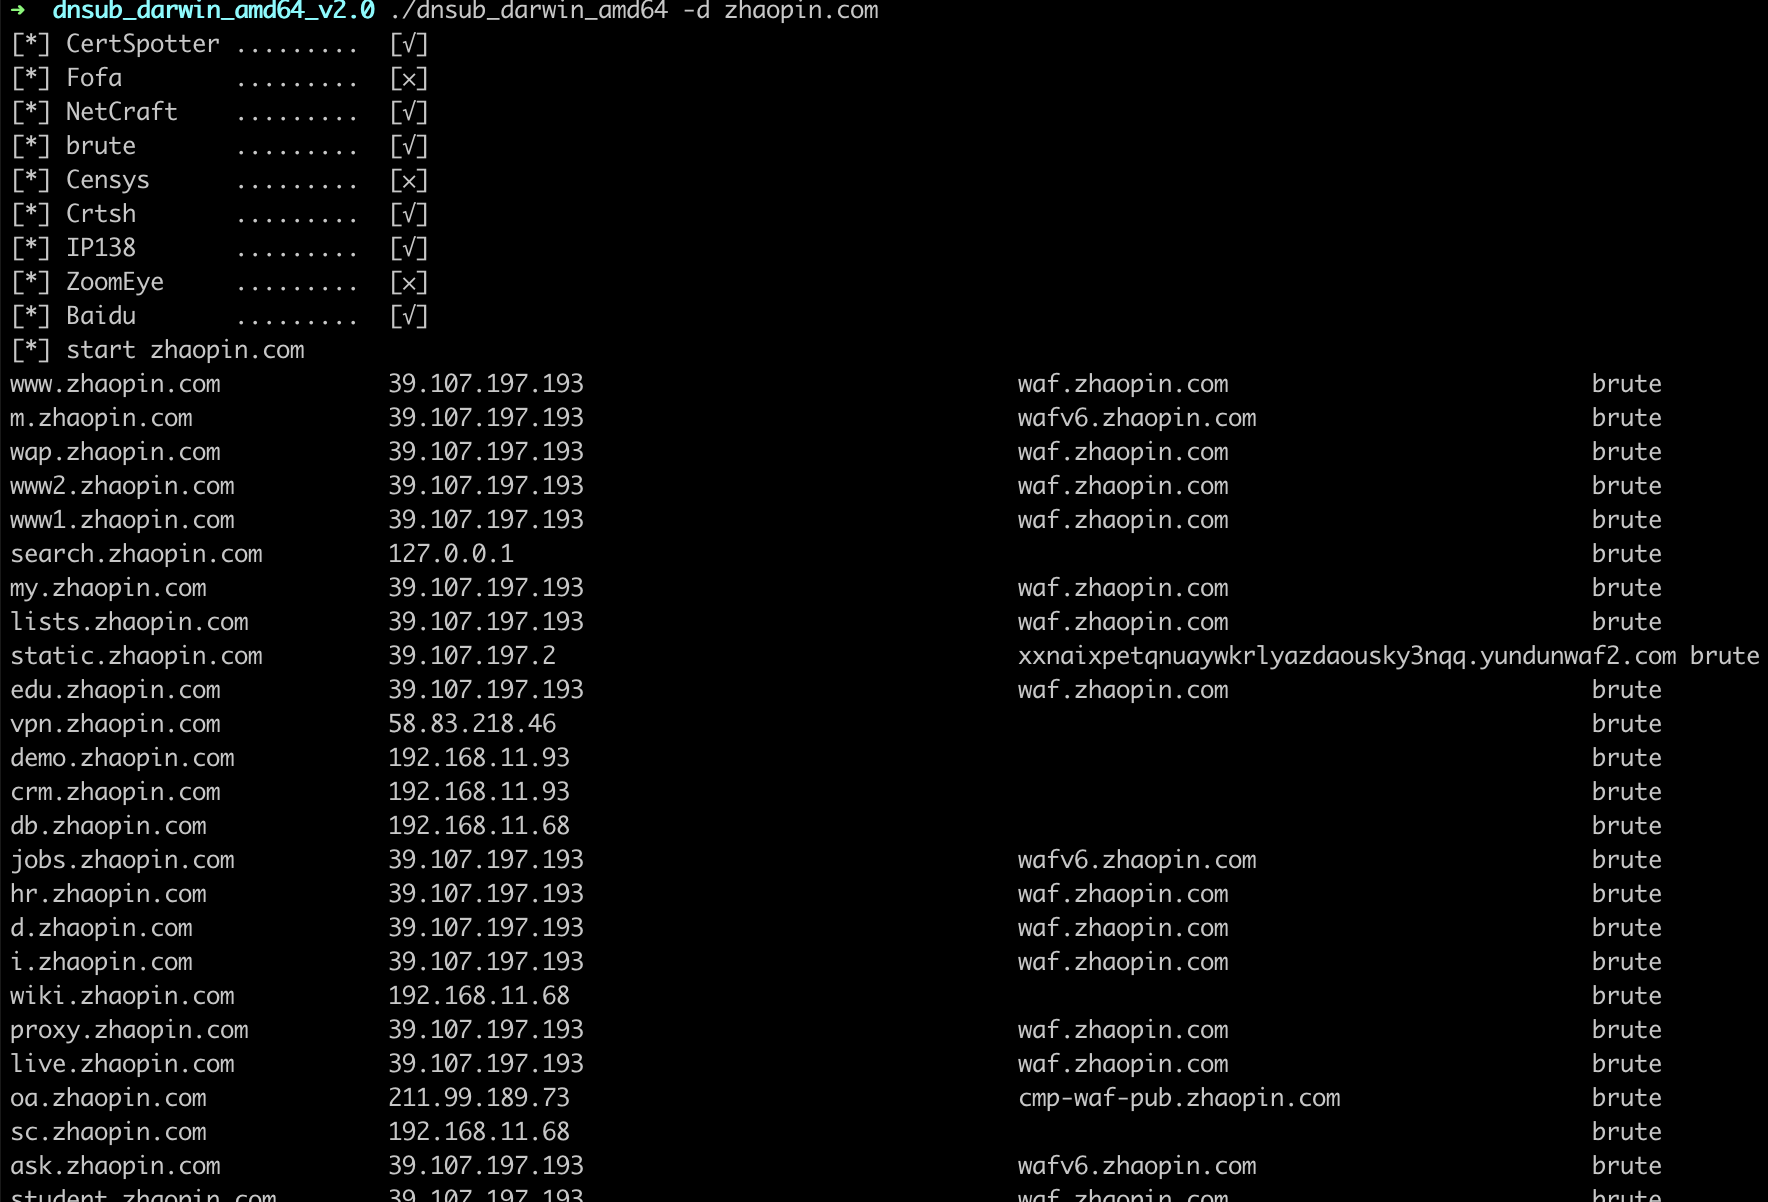 ➜ dnsub_darwin_amd64_v2.0 ./dnsub_darwin_amd64 -d zhaopin.com
[*] CertSpotter ......... [√]
[*] Fofa ......... [×]
[*] NetCraft ......... [√]
[*] brute ......... [√]
[*] Censys ......... [×]
[*] Crtsh ......... [√]
[*] IP138 ......... [√]
[*] ZoomEye ......... [×]
[*] Baidu ......... [√]
[*] start zhaopin.com
www.zhaopin.com 39.107.197.193 waf.zhaopin.com brute
m.zhaopin.com 39.107.197.193 wafv6.zhaopin.com brute
wap.zhaopin.com 39.107.197.193 waf.zhaopin.com brute
www2.zhaopin.com 39.107.197.193 waf.zhaopin.com brute
www1.zhaopin.com 39.107.197.193 waf.zhaopin.com brute
search.zhaopin.com 127.0.0.1 brute
my.zhaopin.com 39.107.197.193 waf.zhaopin.com brute
lists.zhaopin.com 39.107.197.193 waf.zhaopin.com brute
static.zhaopin.com 39.107.197.2 xxnaixpetqnuaywkrlyazdaousky3nqq.yundunwaf2.com brute
edu.zhaopin.com 39.107.197.193 waf.zhaopin.com brute
vpn.zhaopin.com 58.83.218.46 brute
demo.zhaopin.com 192.168.11.93 brute
crm.zhaopin.com 192.168.11.93 brute
db.zhaopin.com 192.168.11.68 brute
jobs.zhaopin.com 39.107.197.193 wafv6.zhaopin.com brute
hr.zhaopin.com 39.107.197.193 waf.zhaopin.com brute
d.zhaopin.com 39.107.197.193 waf.zhaopin.com brute
i.zhaopin.com 39.107.197.193 waf.zhaopin.com brute
wiki.zhaopin.com 192.168.11.68 brute
proxy.zhaopin.com 39.107.197.193 waf.zhaopin.com brute
live.zhaopin.com 39.107.197.193 waf.zhaopin.com brute
oa.zhaopin.com 211.99.189.73 cmp-waf-pub.zhaopin.com brute
sc.zhaopin.com 192.168.11.68 brute
ask.zhaopin.com 39.107.197.193 wafv6.zhaopin.com brute
student.zhaopin.com 39.107.197.193 waf.zhaopin.com brute